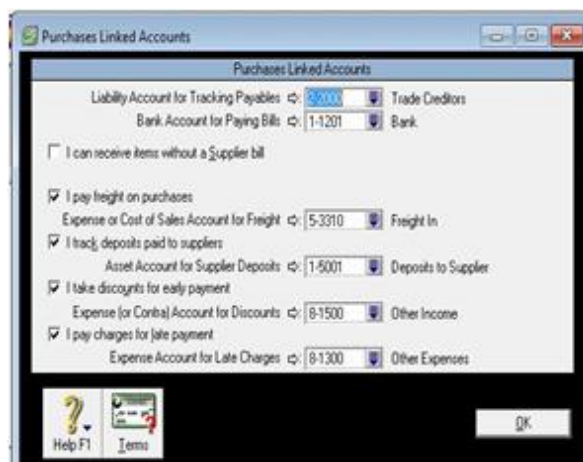 Purchases Linked Accounts
Purchases Linked Accounts
Liability Account for Tracking Payables 2-2000 Trade Creditors
Bank Account for Paying Bills 1-1201 Bank
I can receive items without a Supplier bill
I pay freight on purchases
Expense or Cost of Sales Account for Freight 5-3310 Freight In
I track deposits paid to suppliers
Asset Account for Supplier Deposits 1-5001 Deposits to Supplier
I take discounts for early payment
Expense (or Contra) Account for Discounts 8-1500 Other Income
I pay charges for late payment
Expense Account for Late Charges 8-1300 Other Expenses
Help F1 Terms OK